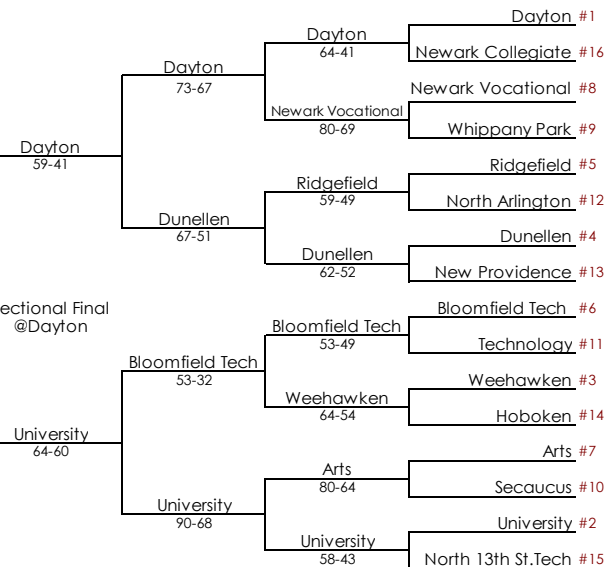 Dayton #1
Dayton
64-41
Newark Collegiate #16
Dayton
73-67
Newark Vocational #8
Newark Vocational
80-69
Whippany Park #9
Dayton
59-41
Ridgefield #5
Ridgefield
59-49
North Arlington #12
Dunellen
67-51
Dunellen #4
Dunellen
62-52
New Providence #13
ectional Final
@Dayton
Bloomfield Tech #6
Bloomfield Tech
53-49
Technology #11
Bloomfield Tech
53-32
Weehawken #3
Weehawken
64-54
Hoboken #14
University
64-60
Arts #7
Arts
80-64
Secaucus #10
University
90-68
University #2
University
58-43
North 13th St.Tech #15